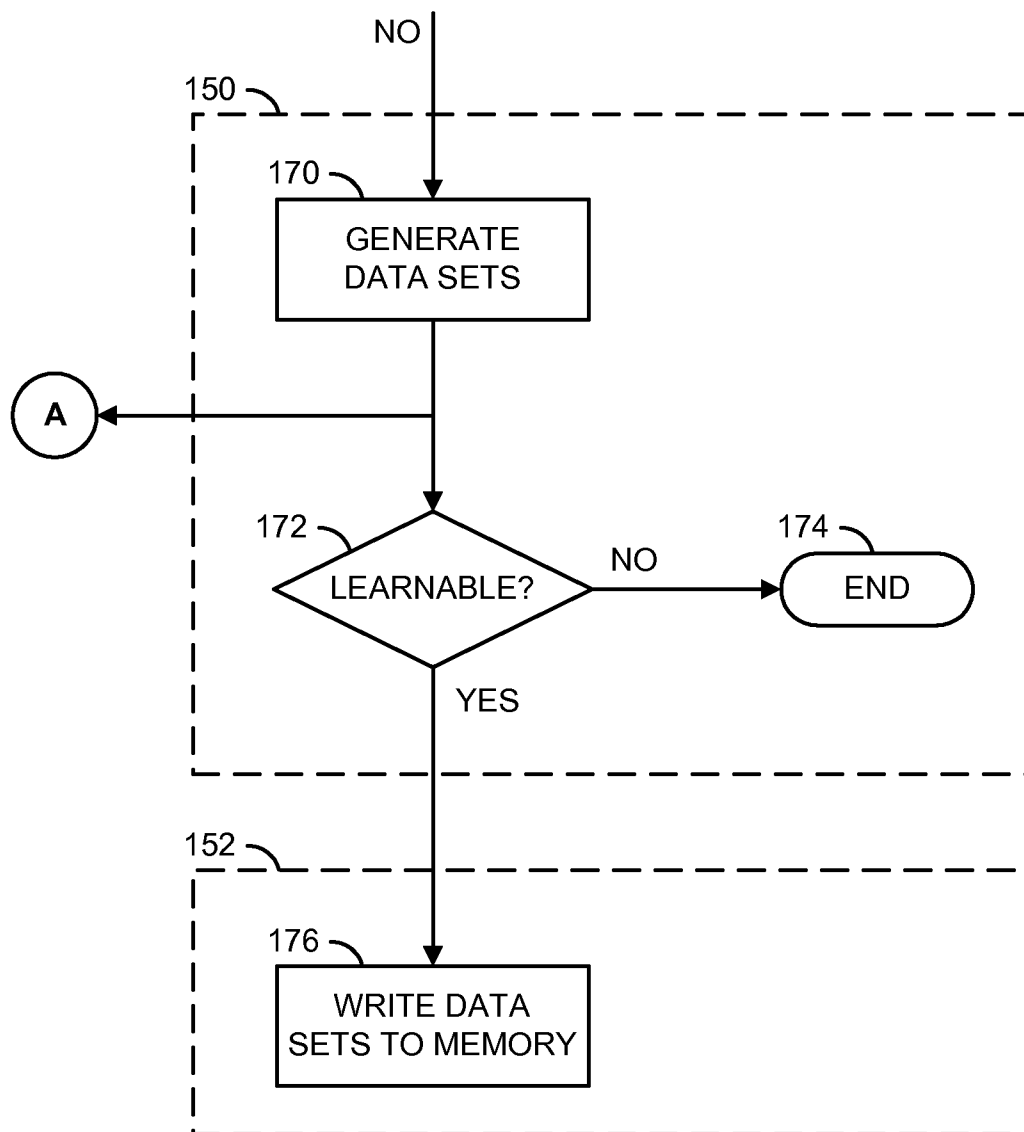 NO
150
170
GENERATE
DATA SETS
A
172
LEARNABLE?
NO
174
END
YES
152
176
WRITE DATA
SETS TO MEMORY